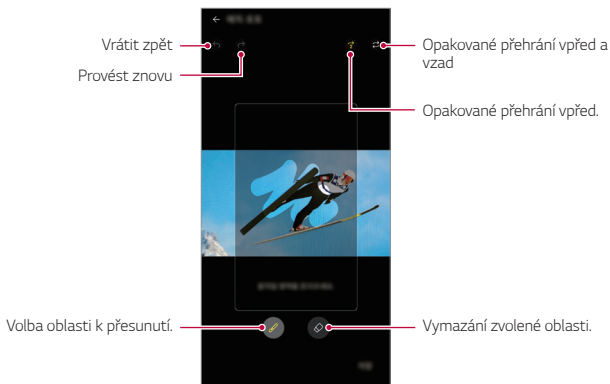 Vrátit zpět
Provést znovu
Opakované přehrání vpřed a
vzad
Opakované přehrání vpřed.
Volba oblasti k přesunutí.
Vymazání zvolené oblasti.